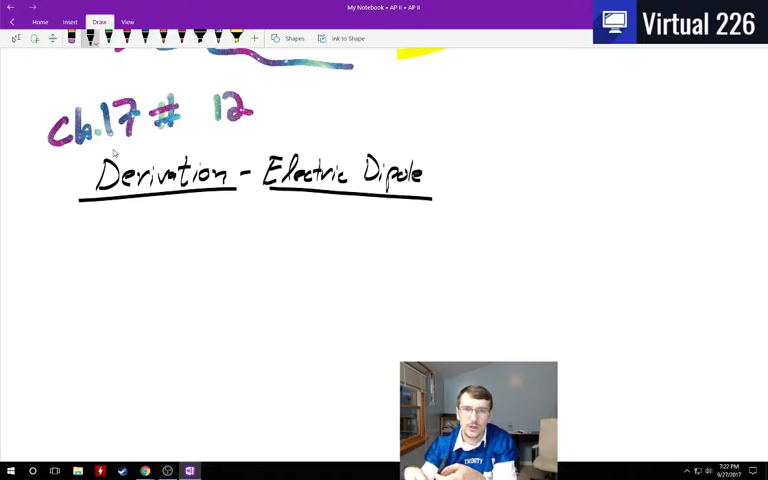 My Notebook • AP II • AP II
Virtual 226
Home Insert Draw View
Shapes Ink to Shape
Ch.17 # 12
Derivation - Electric Dipole
TRINITY
7:22 PM
9/27/2017